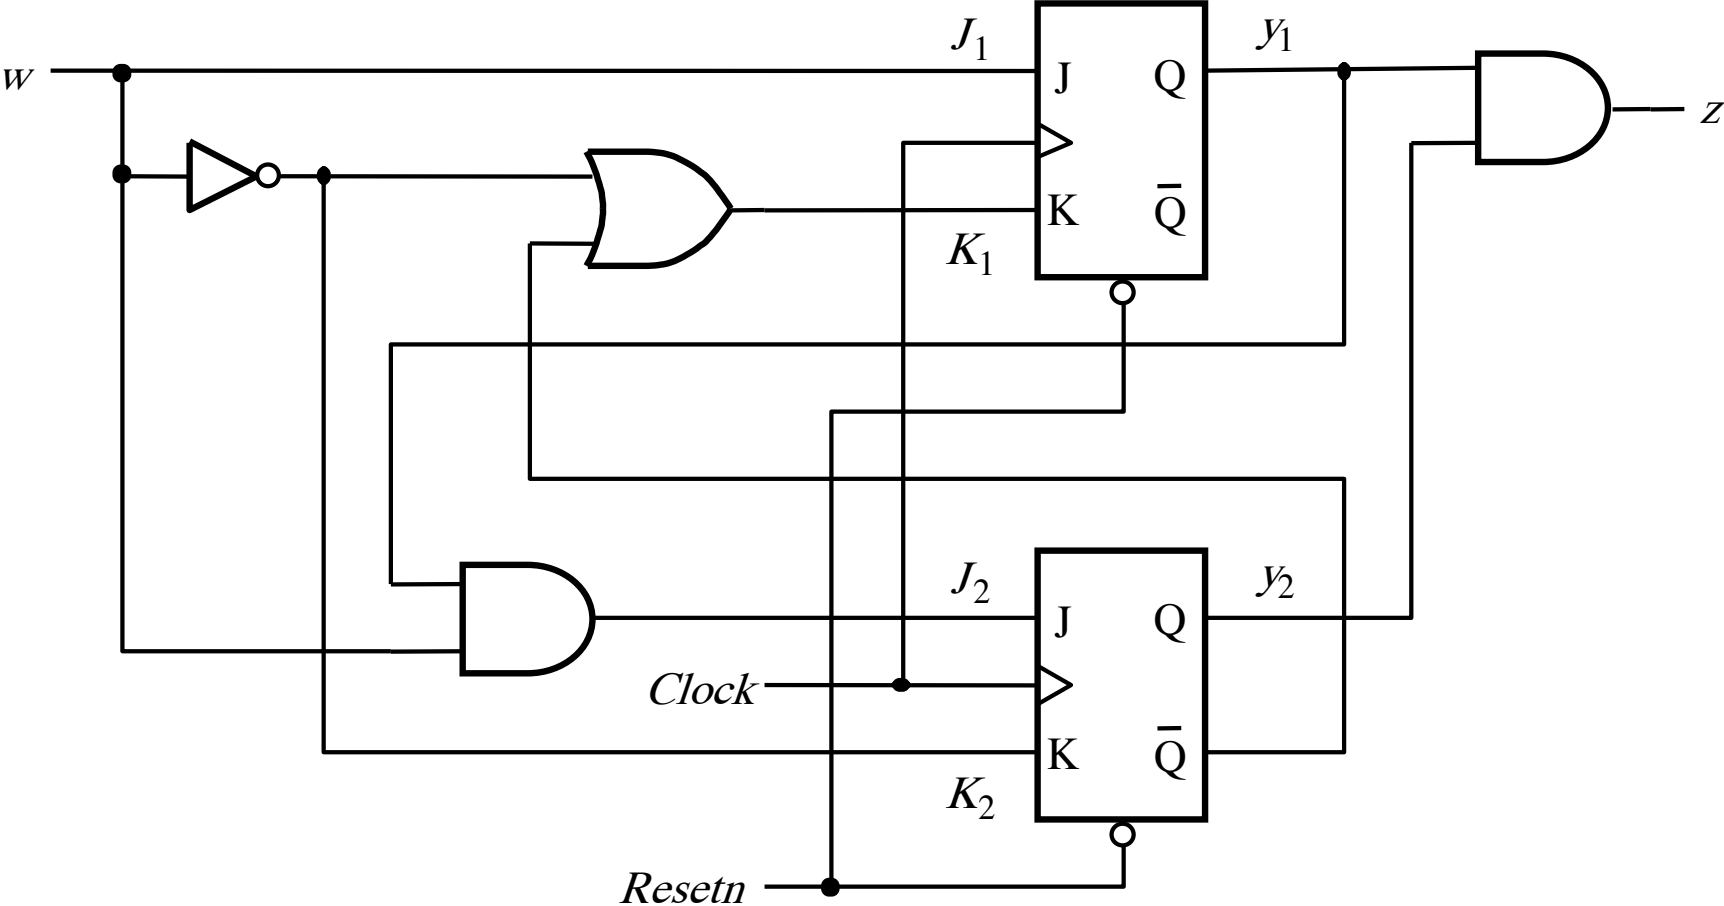 J₁ y₁
w J Q z
K Q̅
K₁
J₂ y₂
J Q
Clock
K Q̅
K₂
Resetn